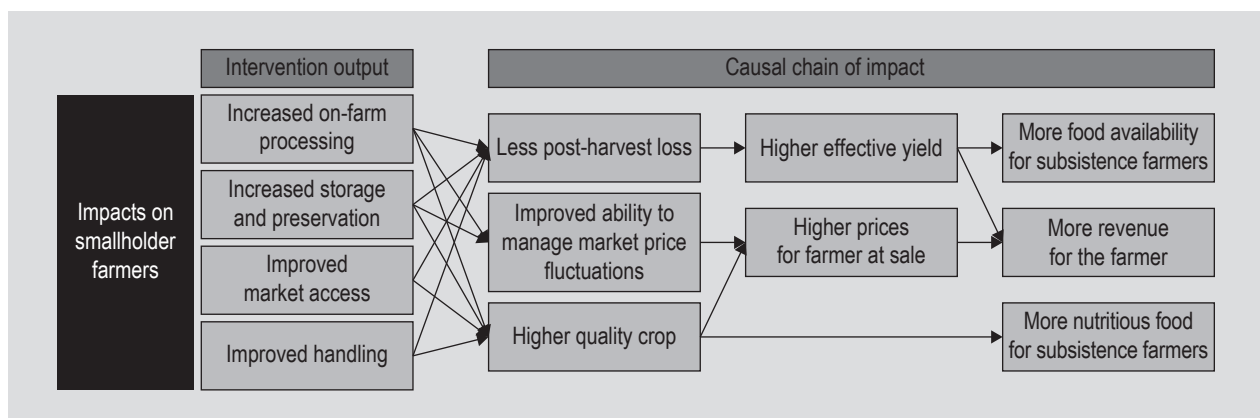 Intervention output
Causal chain of impact
Impacts on
smallholder
farmers
Increased on-farm
processing
Increased storage
and preservation
Improved
market access
Improved handling
Less post-harvest loss
Improved ability to
manage market price
fluctuations
Higher quality crop
Higher effective yield
Higher prices
for farmer at sale
More food availability
for subsistence farmers
More revenue
for the farmer
More nutritious food
for subsistence farmers